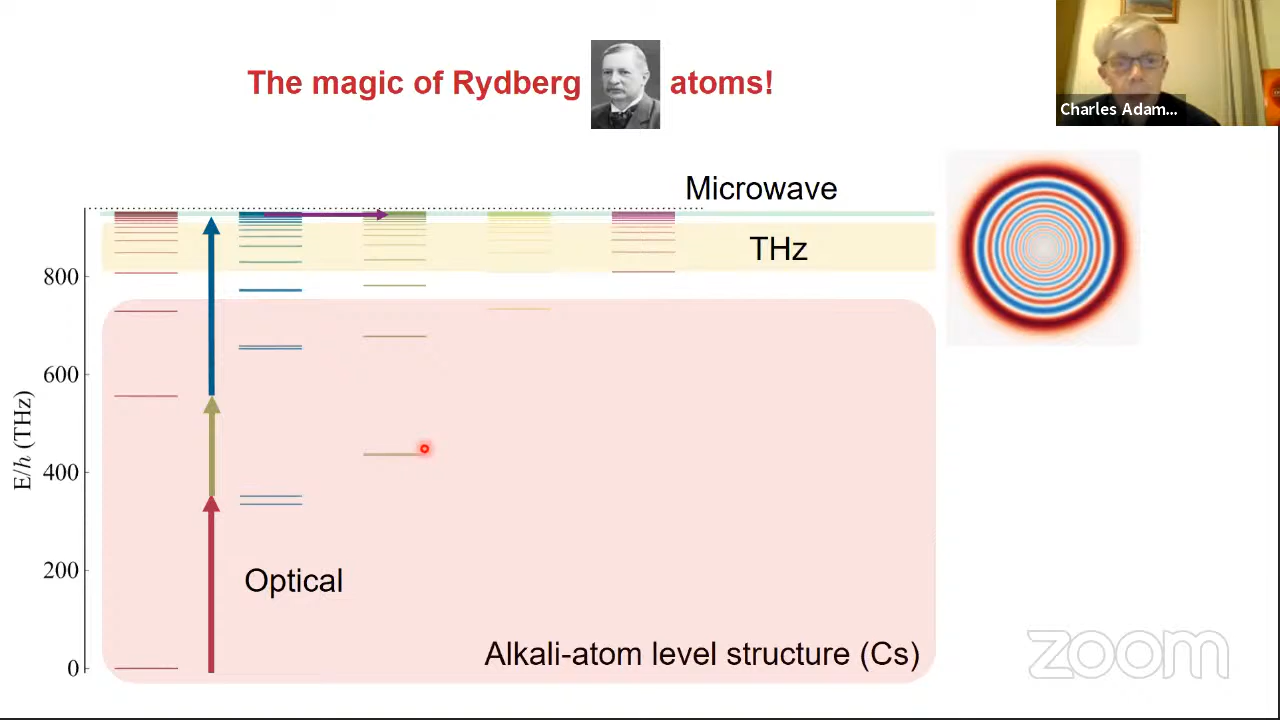 The magic of Rydberg atoms!
Charles Adam...
Microwave
THz
800
600
400
200
0
E/h (THz)
Optical
Alkali-atom level structure (Cs)
zoom